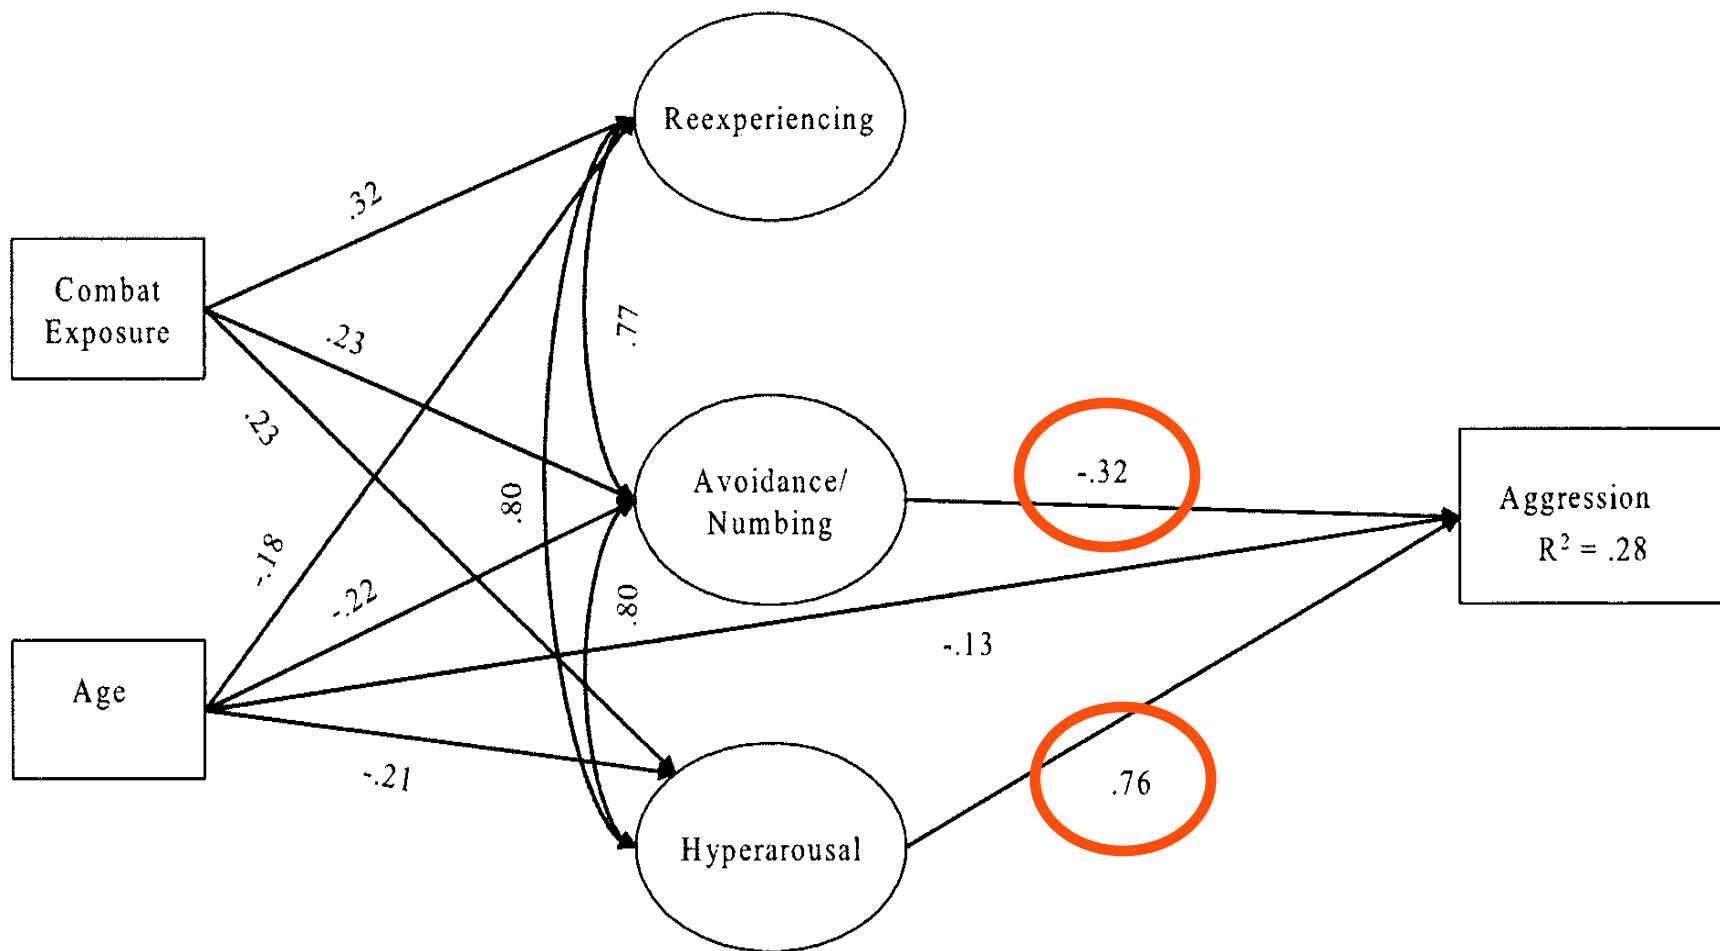 Reexperiencing
.32
Combat
Exposure
.77
.23
.23
-.32
Avoidance/
Numbing
.80
Aggression
R² = .28
-.18
-.22
.80
-.13
Age
-.21
.76
Hyperarousal